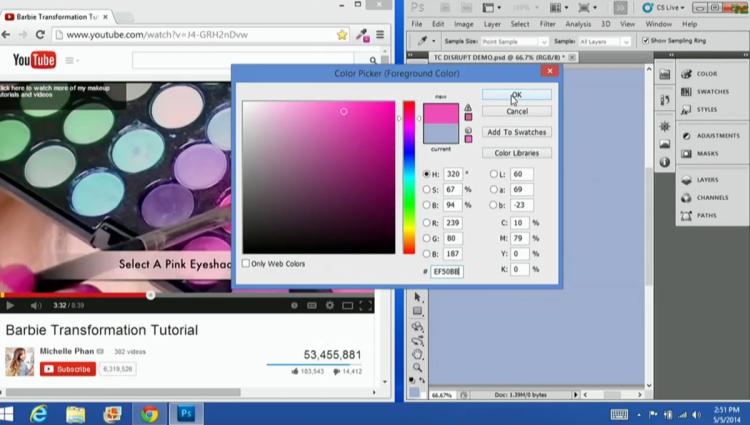 Barbie Transformation Tut
www.youtube.com/watch?v=J4-GRH2nDvw
YouTube
lick here to watch more of my makeup
utorials and videos
Select A Pink Eyeshad
3:32 / 8:39
Barbie Transformation Tutorial
Michelle Phan
302 videos
Subscribe
6,319,526
53,455,881
103,543
14,412
Ps
CS Live
File
Edit
Image
Layer
Select
Filter
Analysis
3D
View
Sample Size:
Point Sample
Sample:
All Layers
Show Sampling Ring
TC DISRUPT DEMO.psd @ 66.7% (RGB/8) *
Color Picker (Foreground Color)
new
current
OK
Cancel
Add To Swatches
Color Libraries
H: 320 °
S: 67 %
B: 94 %
R: 239
G: 80
B: 187
# EF50BB
L: 60
a: 69
b: -23
C: 10 %
M: 79 %
Y: 0 %
K: 0 %
Only Web Colors
COLOR
SWATCHES
STYLES
ADJUSTMENTS
MASKS
LAYERS
CHANNELS
PATHS
66.67%
Doc: 1.39M/0 bytes
Ps
2:51 PM
5/5/2014